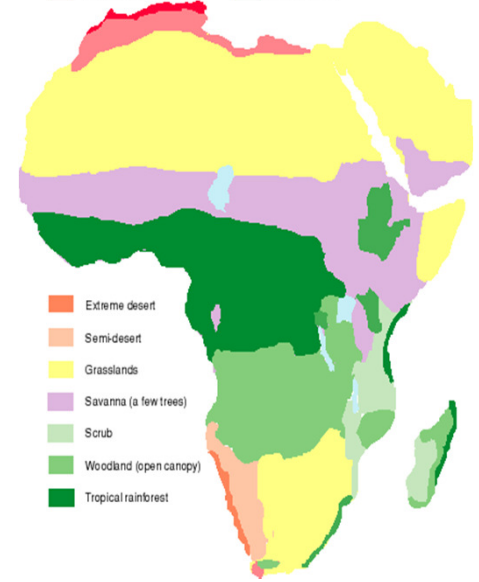 Extreme desert
Semi-desert
Grasslands
Savanna (a few trees)
Scrub
Woodland (open canopy)
Tropical rainforest